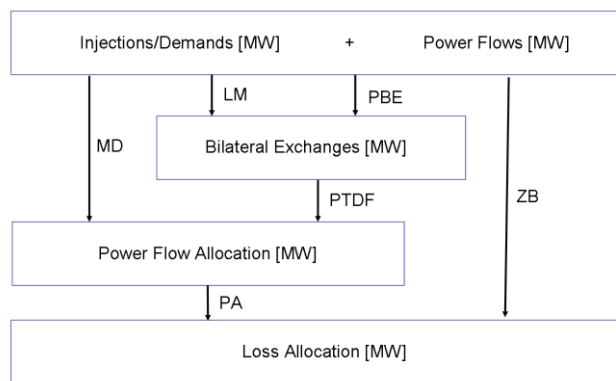 Injections/Demands [MW] + Power Flows [MW]
LM
PBE
MD
Bilateral Exchanges [MW]
PTDF
ZB
Power Flow Allocation [MW]
PA
Loss Allocation [MW]